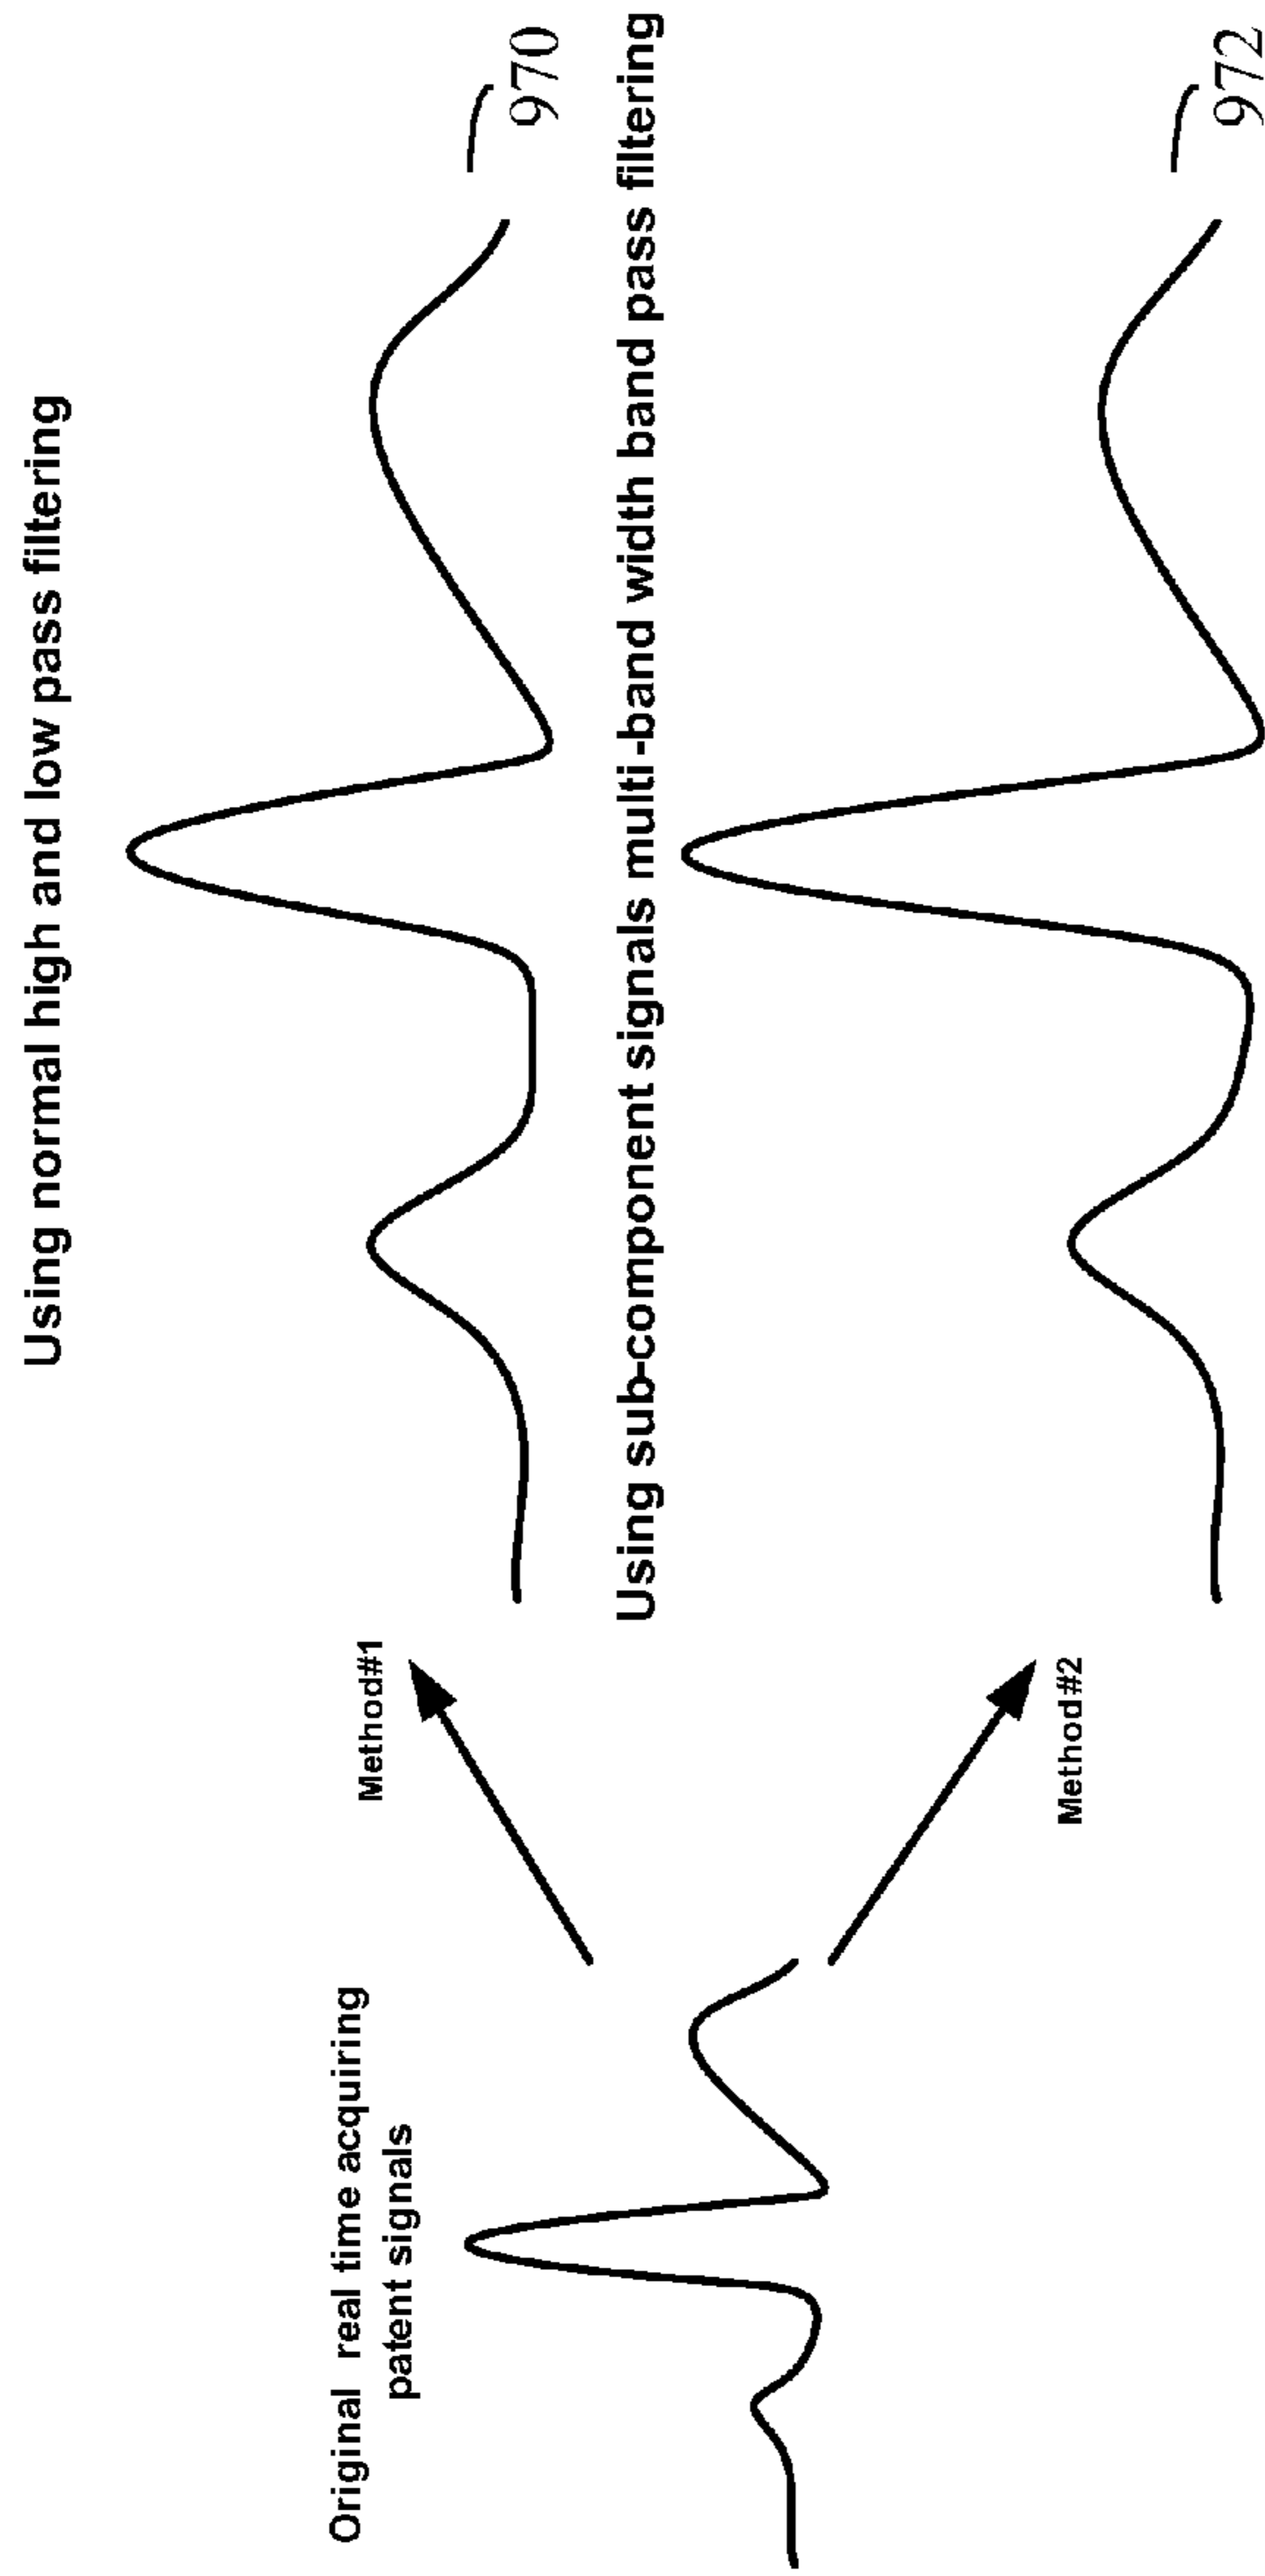 Using normal high and low pass filtering
970
Method#1
Original real time acquiring
patent signals
Using sub-component signals multi-band width band pass filtering
Method#2
972